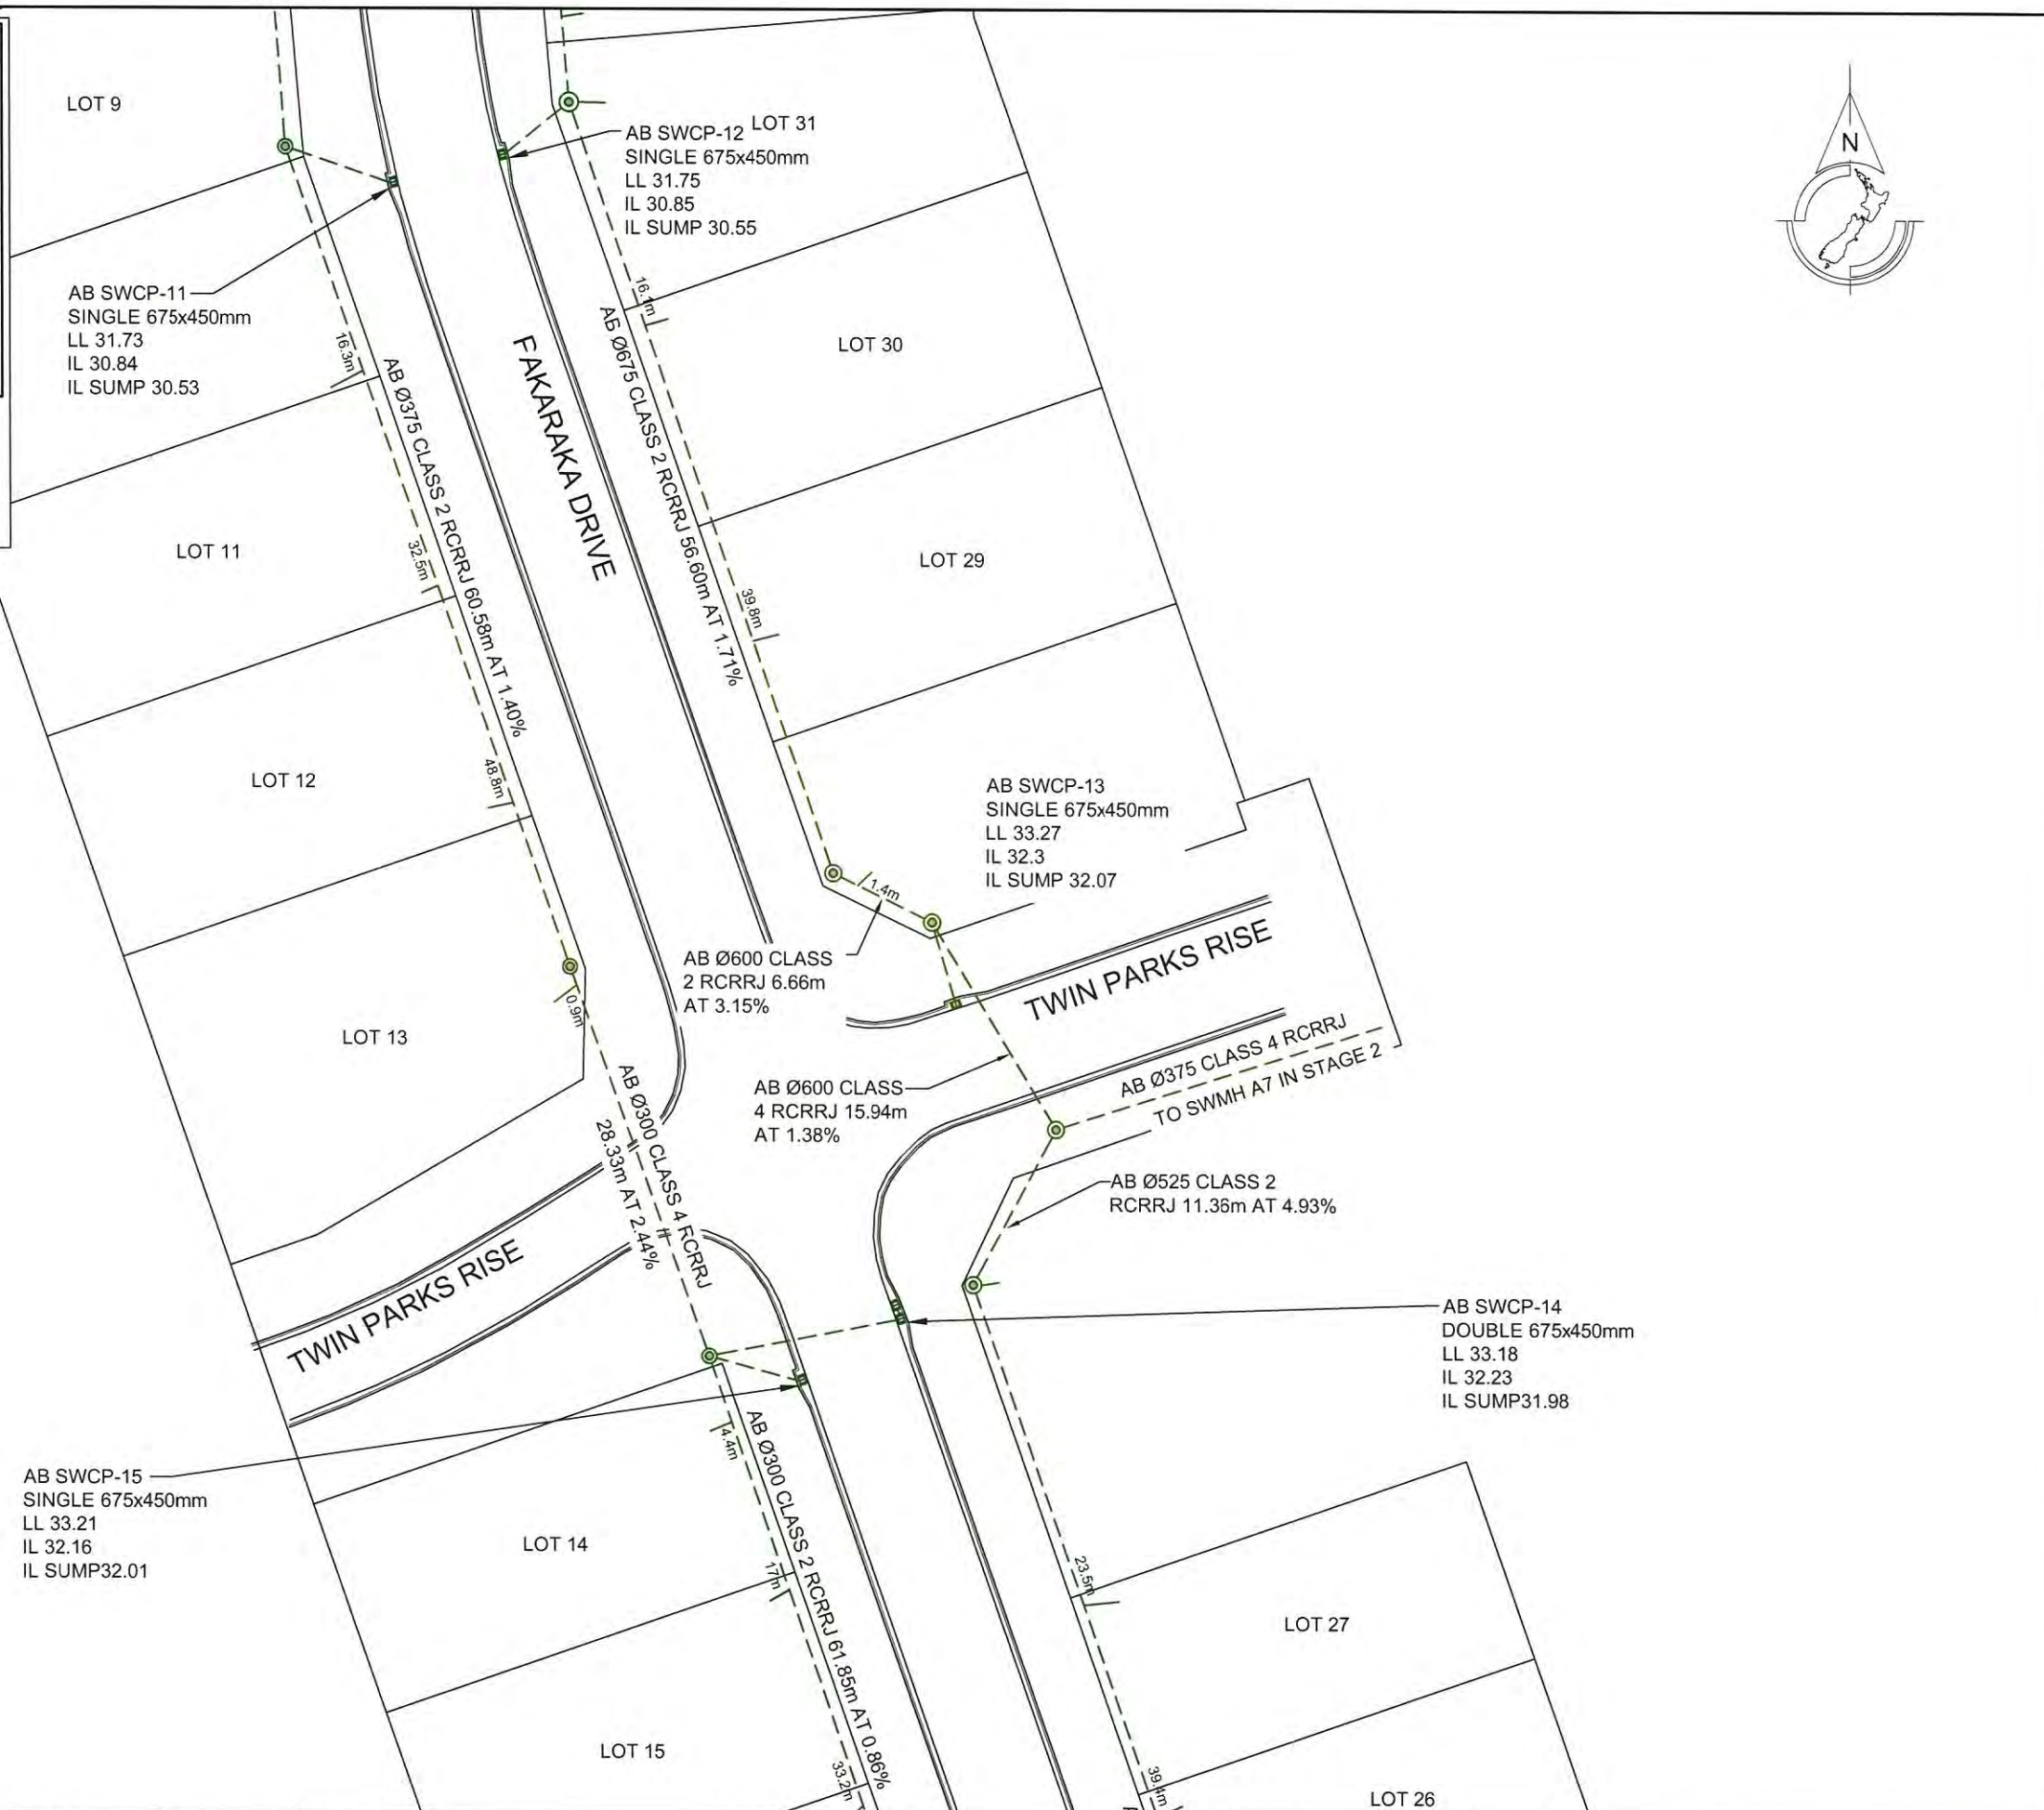 LOT 9
AB SWCP-12
SINGLE 675x450mm
LL 31.75
IL 30.85
IL SUMP 30.55
LOT 31
N
AB SWCP-11
SINGLE 675x450mm
LL 31.73
IL 30.84
IL SUMP 30.53
16.3m
16.1m
AB Ø375 CLASS 2 RCRRJ 60.58m AT 1.40%
FAKARAKA DRIVE
AB Ø675 CLASS 2 RCRRJ 56.60m AT 1.71%
LOT 30
LOT 11
32.5m
LOT 29
39.8m
LOT 12
48.8m
AB SWCP-13
SINGLE 675x450mm
LL 33.27
IL 32.3
IL SUMP 32.07
1.4m
AB Ø600 CLASS
2 RCRRJ 6.66m
AT 3.15%
TWIN PARKS RISE
LOT 13
0.9m
AB Ø300 CLASS 4 RCRRJ
28.33m AT 2.44%
AB Ø600 CLASS
4 RCRRJ 15.94m
AT 1.38%
AB Ø375 CLASS 4 RCRRJ
TO SWMH A7 IN STAGE 2
AB Ø525 CLASS 2
RCRRJ 11.36m AT 4.93%
TWIN PARKS RISE
AB SWCP-14
DOUBLE 675x450mm
LL 33.18
IL 32.23
IL SUMP31.98
AB SWCP-15
SINGLE 675x450mm
LL 33.21
IL 32.16
IL SUMP32.01
4.4m
AB Ø300 CLASS 2 RCRRJ 61.85m AT 0.86%
LOT 14
17m
23.5m
LOT 27
LOT 15
33.2m
39.4m
LOT 26